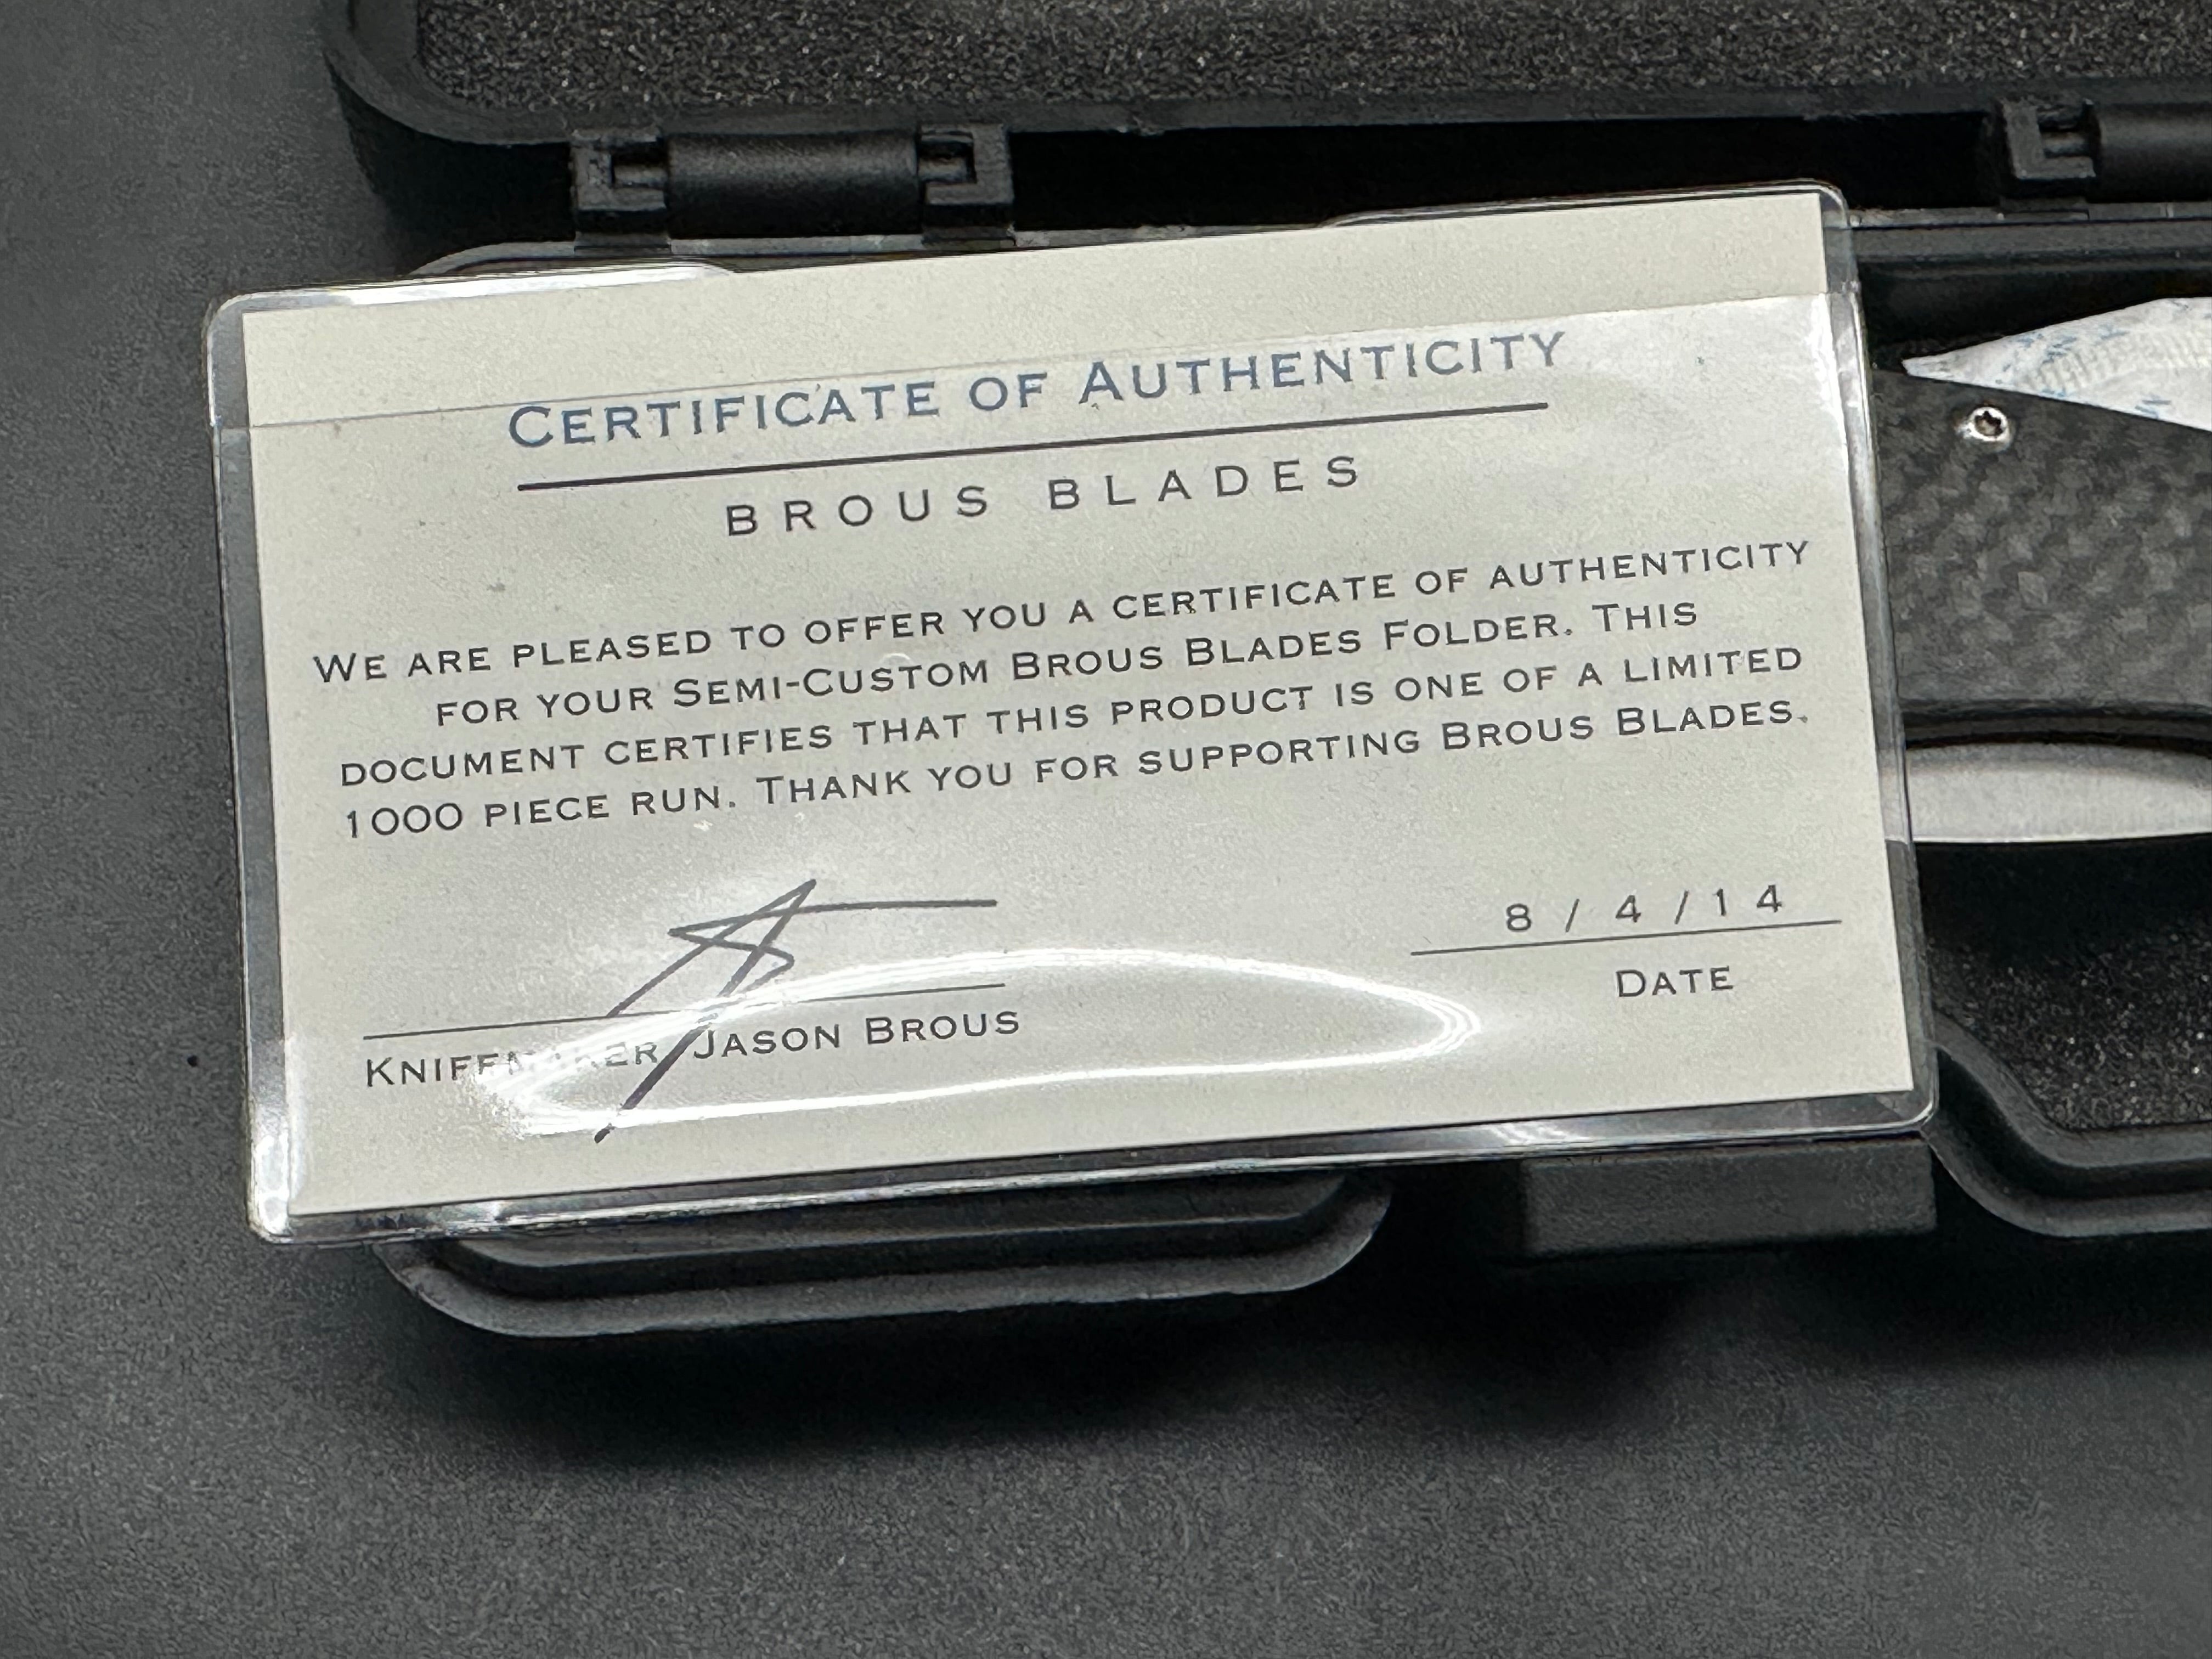 Certificate of Authenticity
BROUS BLADES
We are pleased to offer you a certificate of authenticity
for your Semi-Custom Brous Blades Folder. This
document certifies that this product is one of a limited
1000 piece run. Thank you for supporting Brous Blades.
8 / 4 / 14
Knifemaker Jason Brous
Date